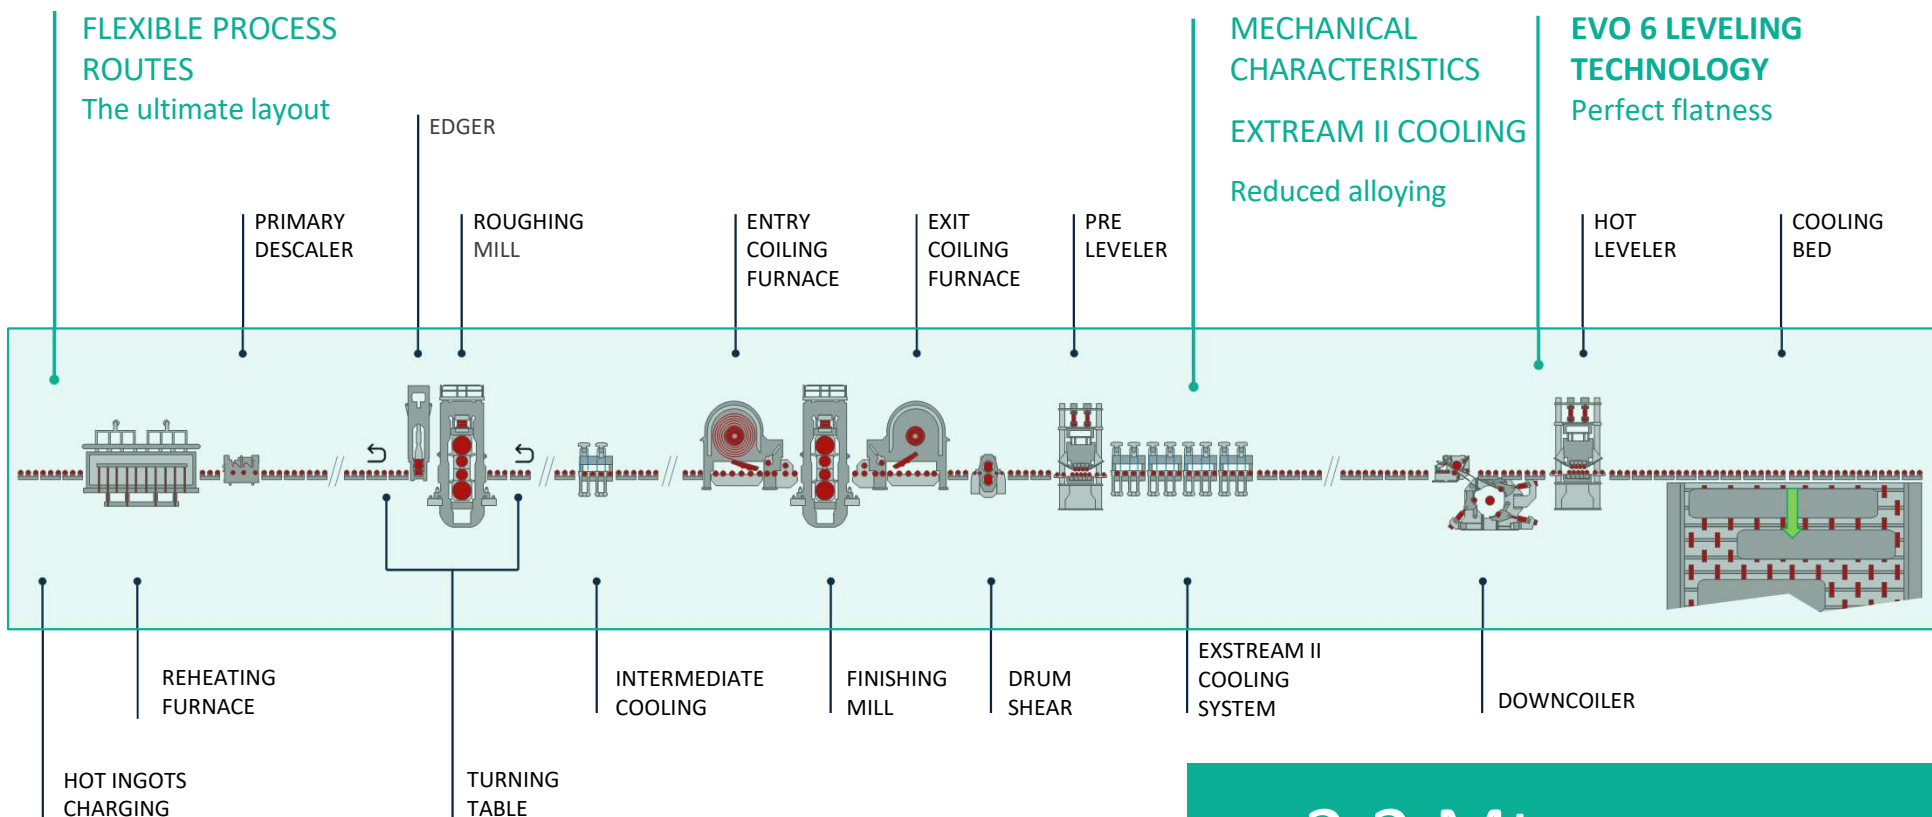 FLEXIBLE PROCESS
ROUTES
The ultimate layout
MECHANICAL
CHARACTERISTICS
EXTREAM II COOLING
Reduced alloying
EVO 6 LEVELING
TECHNOLOGY
Perfect flatness
EDGER
PRIMARY
DESCALER
ROUGHING
MILL
ENTRY
COILING
FURNACE
EXIT
COILING
FURNACE
PRE
LEVELER
HOT
LEVELER
COOLING
BED
REHEATING
FURNACE
INTERMEDIATE
COOLING
FINISHING
MILL
DRUM
SHEAR
EXSTREAM II
COOLING
SYSTEM
DOWNCOILER
HOT INGOTS
CHARGING
TURNING
TABLE